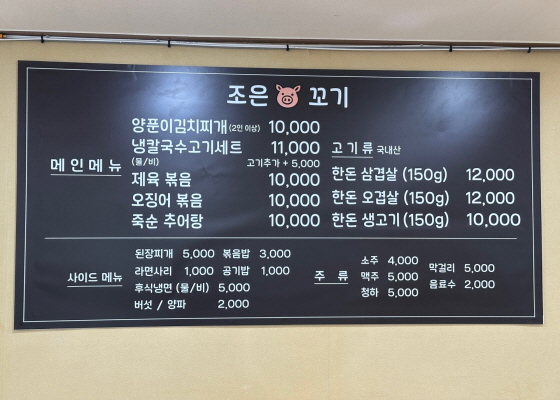 조은 꼬기
메인메뉴
양푼이김치찌개 (2인 이상) 10,000
냉칼국수고기세트 11,000
(물/비) 고기추가 + 5,000
제육 볶음 10,000
오징어 볶음 10,000
죽순 추어탕 10,000
고기류 국내산
한돈 삼겹살 (150g) 12,000
한돈 오겹살 (150g) 12,000
한돈 생고기 (150g) 10,000
사이드 메뉴
된장찌개 5,000 볶음밥 3,000
라면사리 1,000 공기밥 1,000
후식냉면 (물/비) 5,000
버섯 / 양파 2,000
주 류
소주 4,000
맥주 5,000
청하 5,000
막걸리 5,000
음료수 2,000